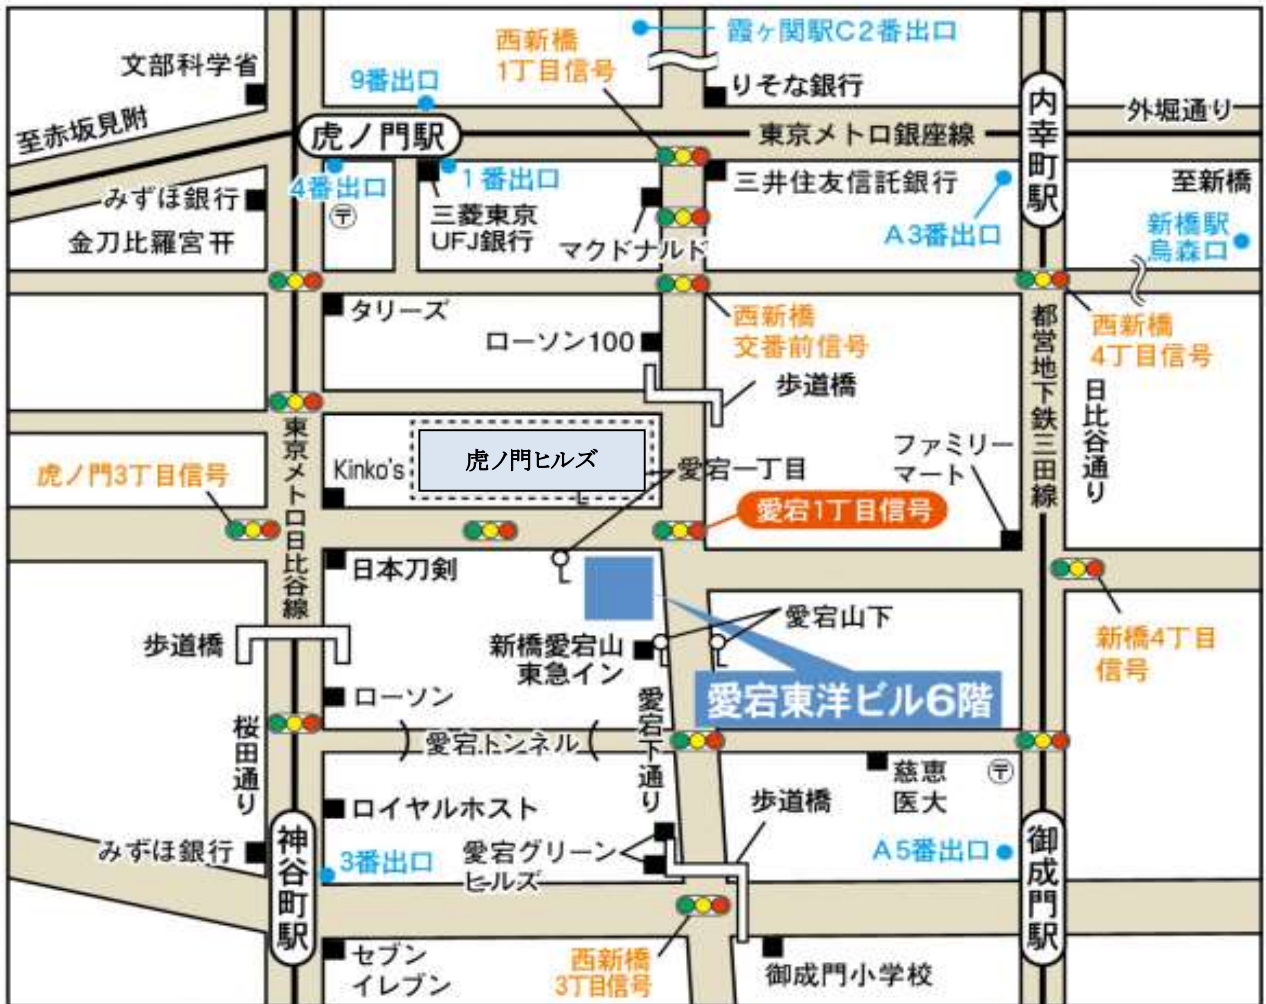 西新橋
1丁目信号
霞ヶ関駅C2番出口
文部科学省
9番出口
りそな銀行
内幸町駅
外堀通り
至赤坂見附
虎ノ門駅
東京メトロ銀座線
みずほ銀行
4番出口
〒
1番出口
三菱東京
UFJ銀行
マクドナルド
三井住友信託銀行
A3番出口
至新橋
新橋駅
烏森口
金刀比羅宮
タリーズ
ローソン100
西新橋
交番前信号
歩道橋
都営地下鉄三田線
西新橋
4丁目信号
日比谷通り
東京メトロ日比谷線
虎ノ門3丁目信号
Kinko's
虎ノ門ヒルズ
愛宕一丁目
愛宕1丁目信号
ファミリー
マート
日本刀剣
歩道橋
新橋愛宕山
東急イン
愛宕山下
新橋4丁目
信号
ローソン
愛宕下通り
愛宕東洋ビル6階
桜田通り
愛宕トンネル
慈恵
医大
〒
ロイヤルホスト
歩道橋
みずほ銀行
神谷町駅
3番出口
愛宕グリーン
ヒルズ
A5番出口
御成門駅
セブン
イレブン
西新橋
3丁目信号
御成門小学校